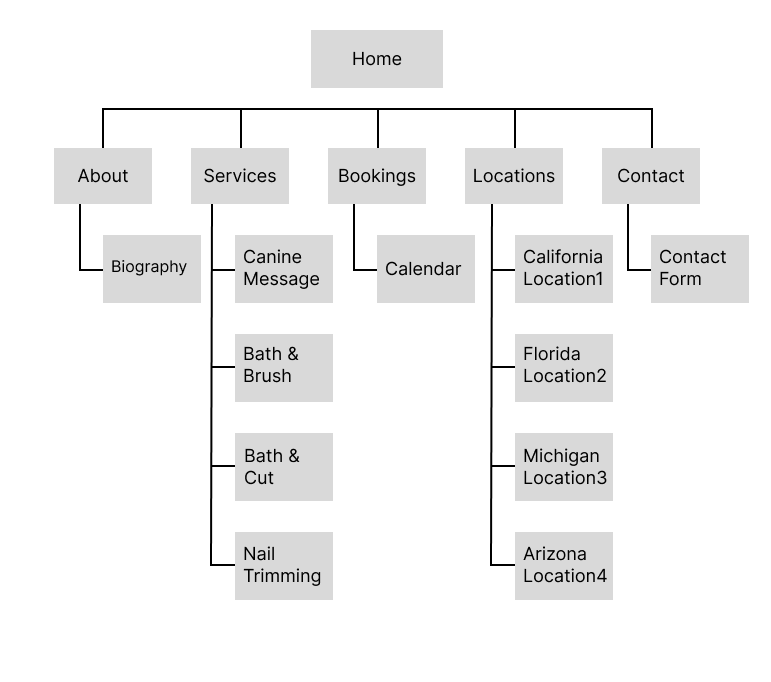 Home
About
Services
Bookings
Locations
Contact
Biography
Canine
Message
Calendar
California
Location1
Contact
Form
Bath &
Brush
Florida
Location2
Bath &
Cut
Michigan
Location3
Nail
Trimming
Arizona
Location4